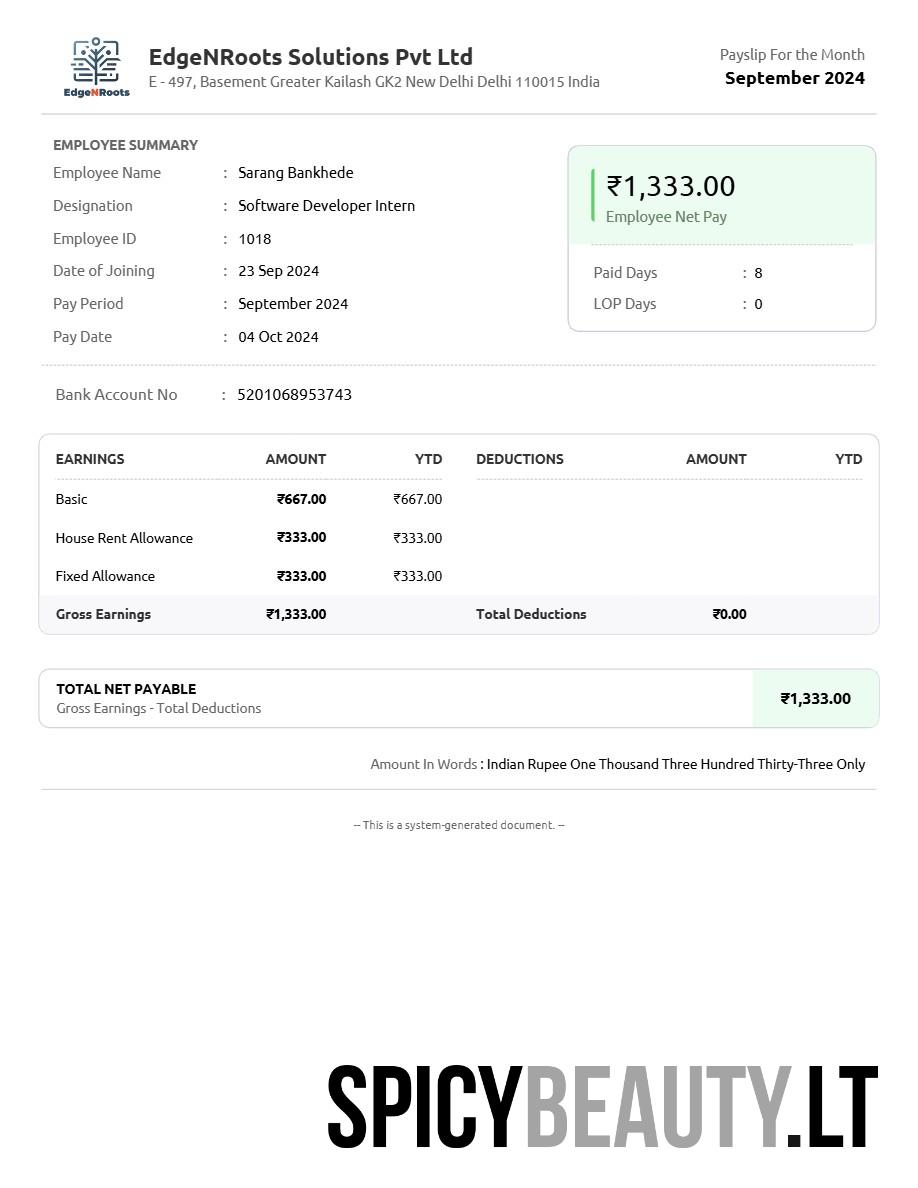 EdgeNRoots
EdgeNRoots Solutions Pvt Ltd
E - 497, Basement Greater Kailash GK2 New Delhi Delhi 110015 India
Payslip For the Month
September 2024
EMPLOYEE SUMMARY
Employee Name : Sarang Bankhede
Designation : Software Developer Intern
Employee ID : 1018
Date of Joining : 23 Sep 2024
Pay Period : September 2024
Pay Date : 04 Oct 2024
₹1,333.00
Employee Net Pay
Paid Days : 8
LOP Days : 0
Bank Account No : 5201068953743
EARNINGS AMOUNT YTD DEDUCTIONS AMOUNT YTD
Basic ₹667.00 ₹667.00
House Rent Allowance ₹333.00 ₹333.00
Fixed Allowance ₹333.00 ₹333.00
Gross Earnings ₹1,333.00 Total Deductions ₹0.00
TOTAL NET PAYABLE
Gross Earnings - Total Deductions
₹1,333.00
Amount In Words : Indian Rupee One Thousand Three Hundred Thirty-Three Only
-- This is a system-generated document. --
SPICYBEAUTY.LT